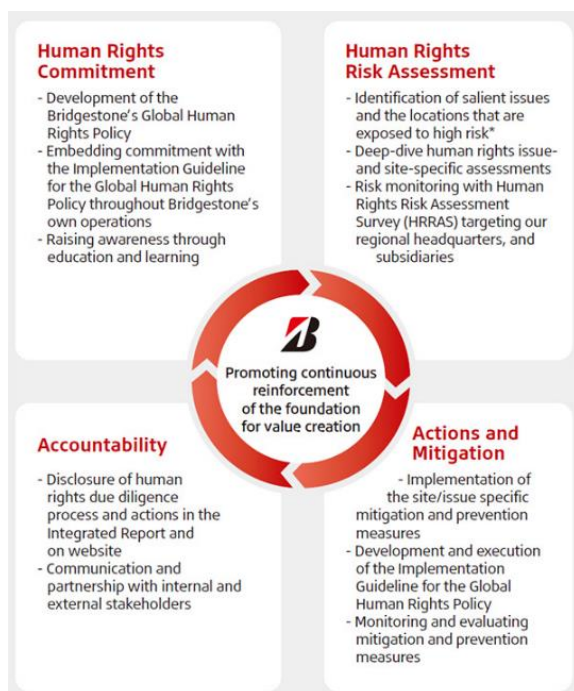 Human Rights
Commitment
- Development of the
Bridgestone's Global Human
Rights Policy
- Embedding commitment with
the Implementation Guideline
for the Global Human Rights
Policy throughout Bridgestone's
own operations
- Raising awareness through
education and learning
Human Rights
Risk Assessment
- Identification of salient issues
and the locations that are
exposed to high risk*
- Deep-dive human rights issue-
and site-specific assessments
- Risk monitoring with Human
Rights Risk Assessment
Survey (HRRAS) targeting our
regional headquarters, and
subsidiaries
B
Promoting continuous
reinforcement
of the foundation
for value creation
Accountability
- Disclosure of human
rights due diligence
process and actions in the
Integrated Report and
on website
- Communication and
partnership with internal and
external stakeholders
Actions and
Mitigation
- Implementation of
the site/issue specific
mitigation and prevention
measures
- Development and execution
of the Implementation
Guideline for the Global
Human Rights Policy
- Monitoring and evaluating
mitigation and prevention
measures